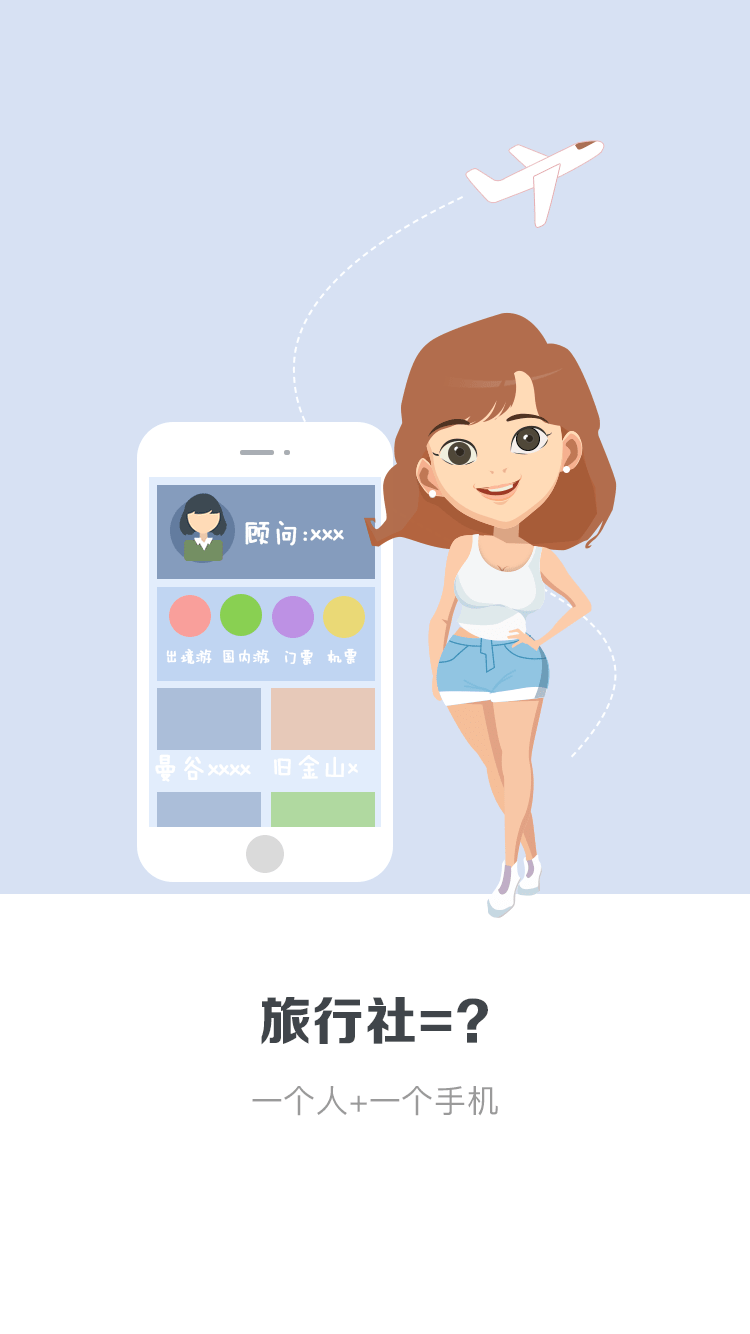 顾问:xxx
出境游 国内游 门票 机票
曼谷xxxx 旧金山x
旅行社=?
一个人+一个手机